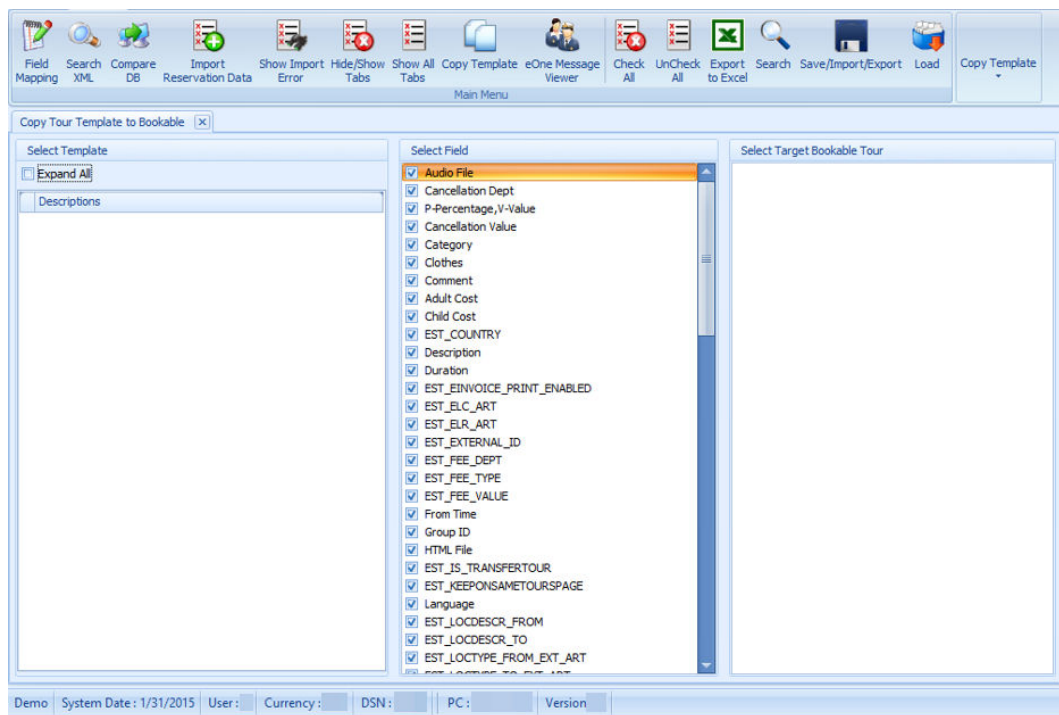 Field Mapping
Search XML
Compare DB
Import Reservation Data
Show Import Error
Hide/Show Tabs
Show All Tabs
Copy Template
eOne Message Viewer
Check All
UnCheck All
Export to Excel
Search
Save/Import/Export
Load
Copy Template
Main Menu
Copy Tour Template to Bookable
Select Template
Expand All
Descriptions
Select Field
Audio File
Cancellation Dept
P-Percentage,V-Value
Cancellation Value
Category
Clothes
Comment
Adult Cost
Child Cost
EST_COUNTRY
Description
Duration
EST_EINVOICE_PRINT_ENABLED
EST_ELC_ART
EST_ELR_ART
EST_EXTERNAL_ID
EST_FEE_DEPT
EST_FEE_TYPE
EST_FEE_VALUE
From Time
Group ID
HTML File
EST_IS_TRANSFERTOUR
EST_KEEPONSAMETOURSPAGE
Language
EST_LOCDESCR_FROM
EST_LOCDESCR_TO
EST_LOCTYPE_FROM_EXT_ART
EST_LOCTYPE_TO_EXT_ART
Select Target Bookable Tour
Demo System Date : 1/31/2015 User : Currency : DSN : PC : Version